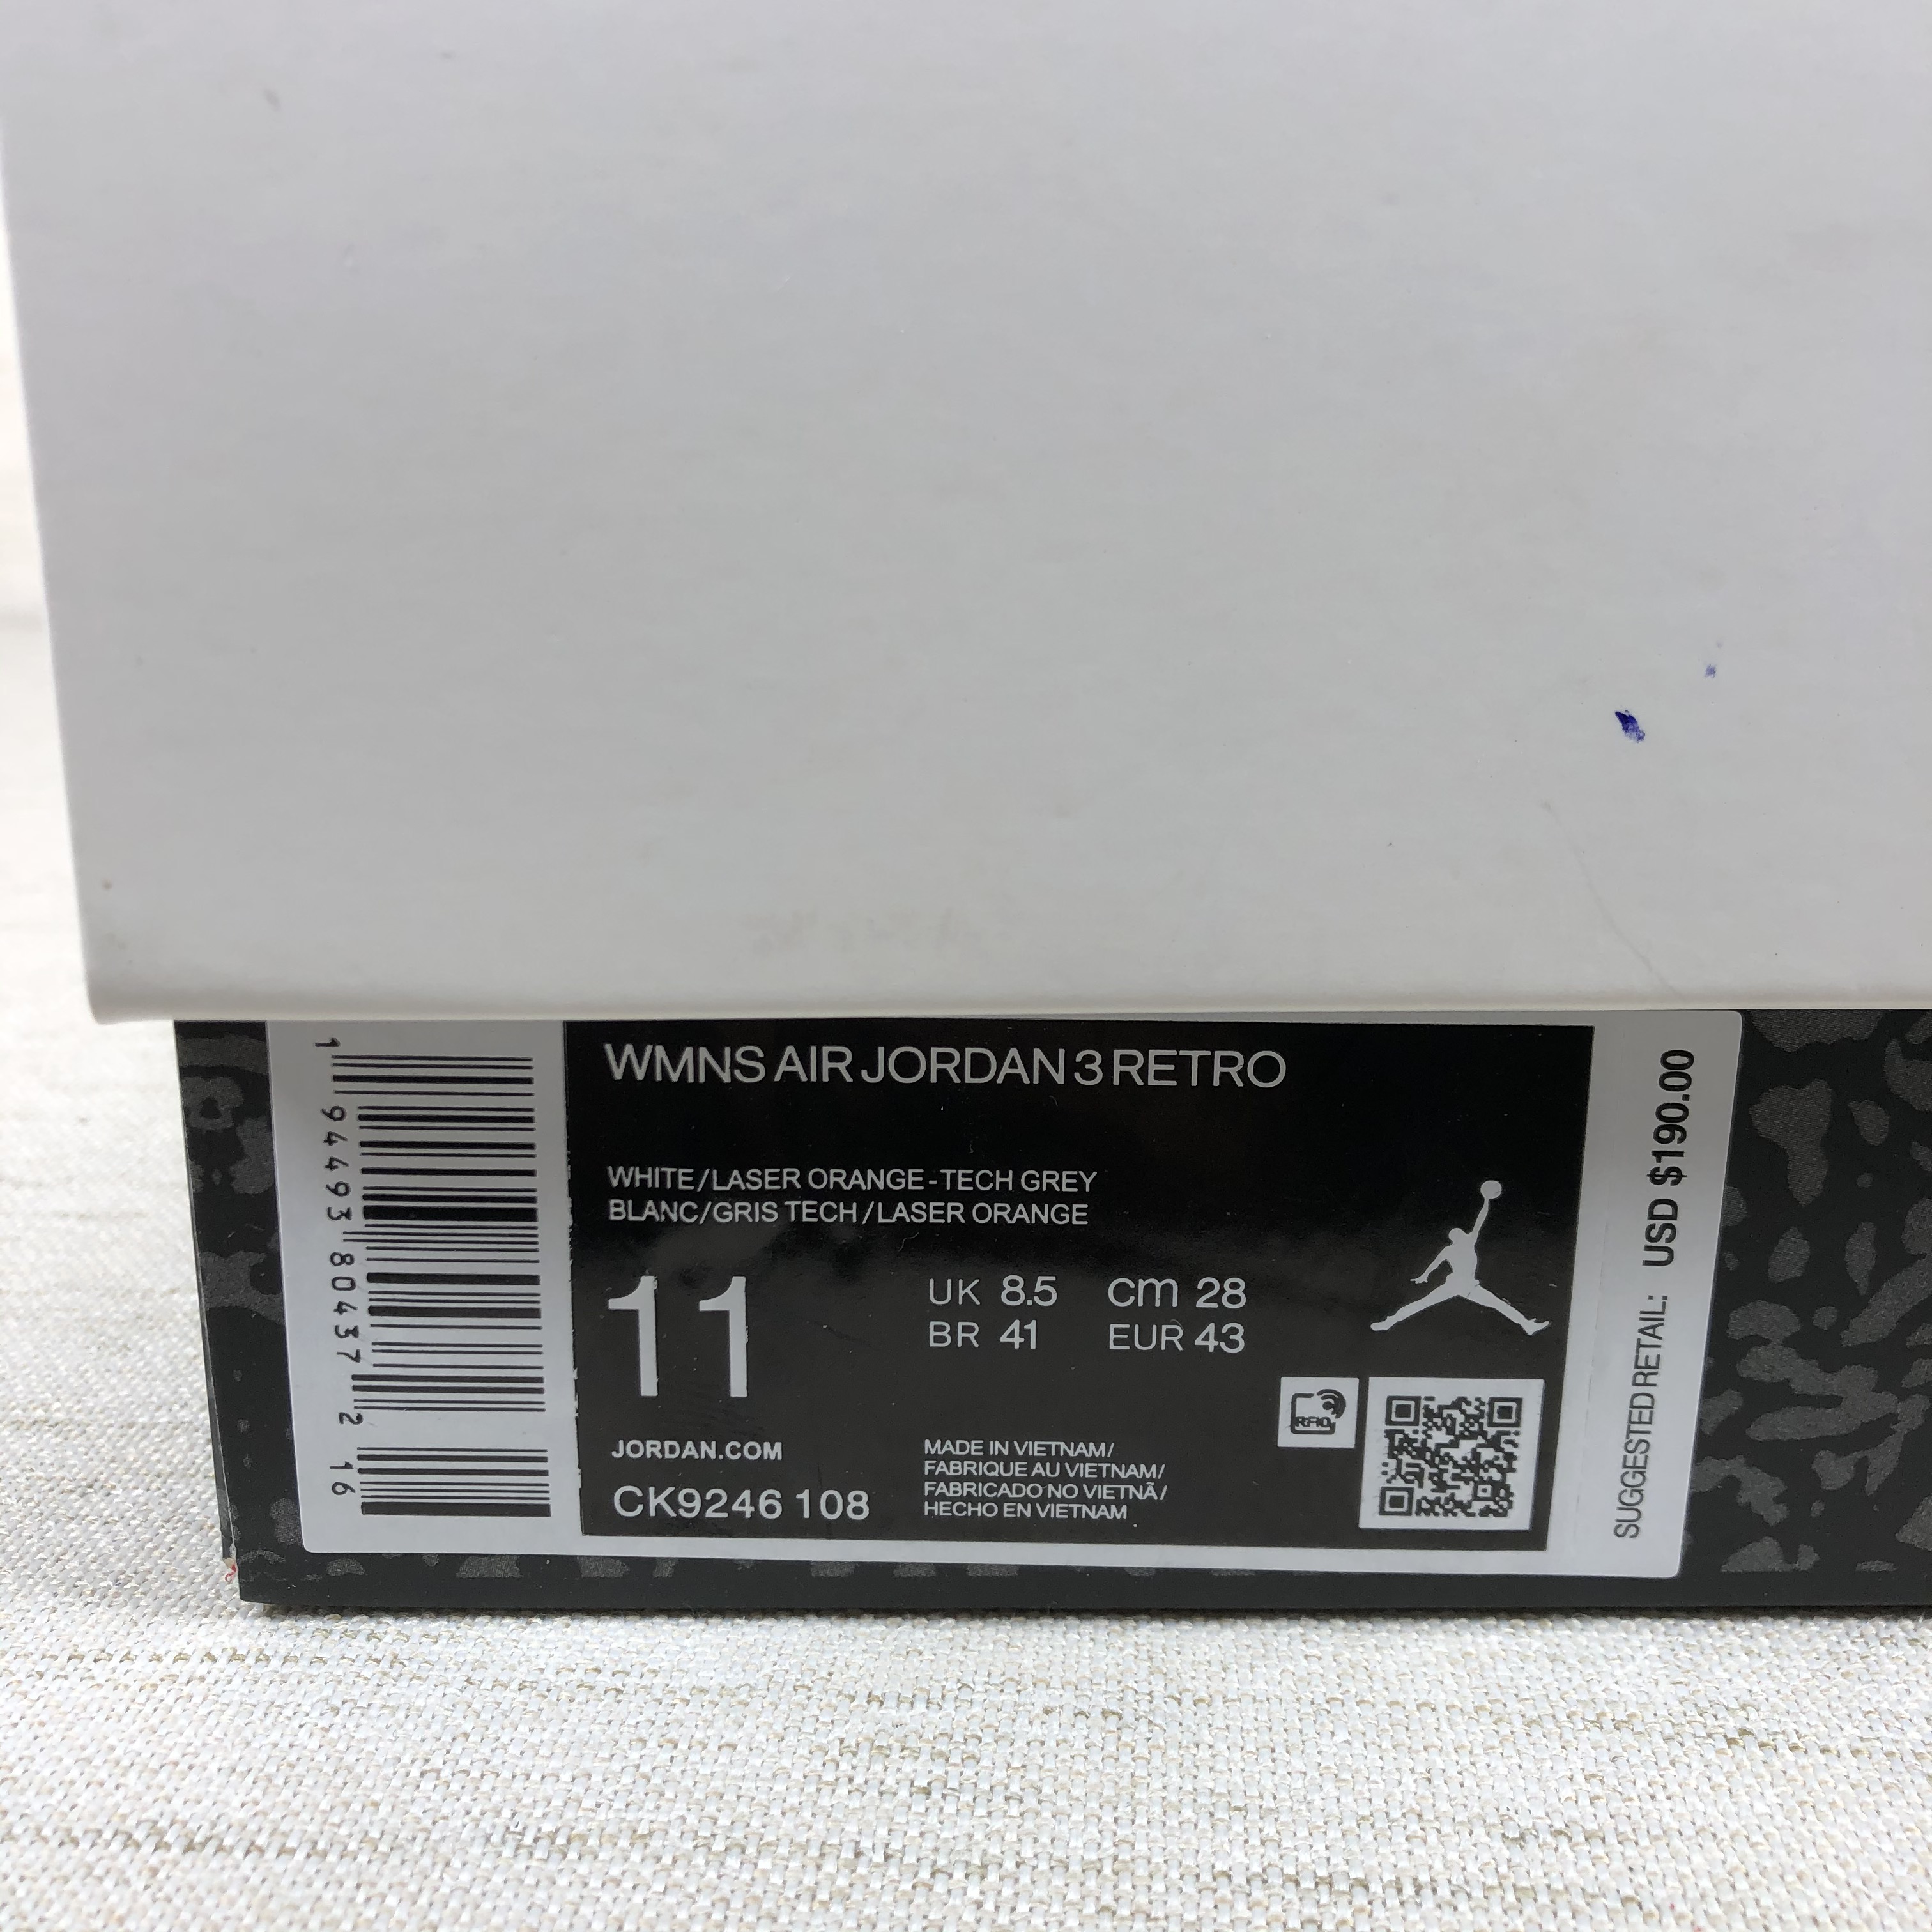 1 94493 80437 2 16
WMNS AIR JORDAN 3 RETRO
WHITE/LASER ORANGE-TECH GREY
BLANC/GRIS TECH/LASER ORANGE
11
UK 8.5 cm 28
BR 41 EUR 43
JORDAN.COM
CK9246 108
MADE IN VIETNAM/
FABRIQUE AU VIETNAM/
FABRICADO NO VIETNÃ/
HECHO EN VIETNAM
RFID
SUGGESTED RETAIL: USD $190.00